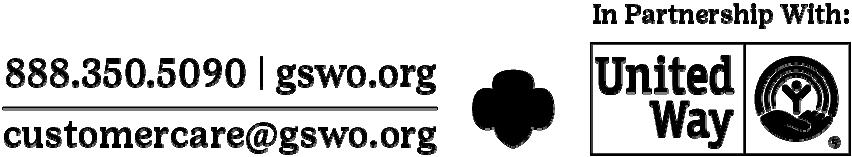 888.350.5090 | gswo.org
customercare@gswo.org
In Partnership With:
United
Way
®